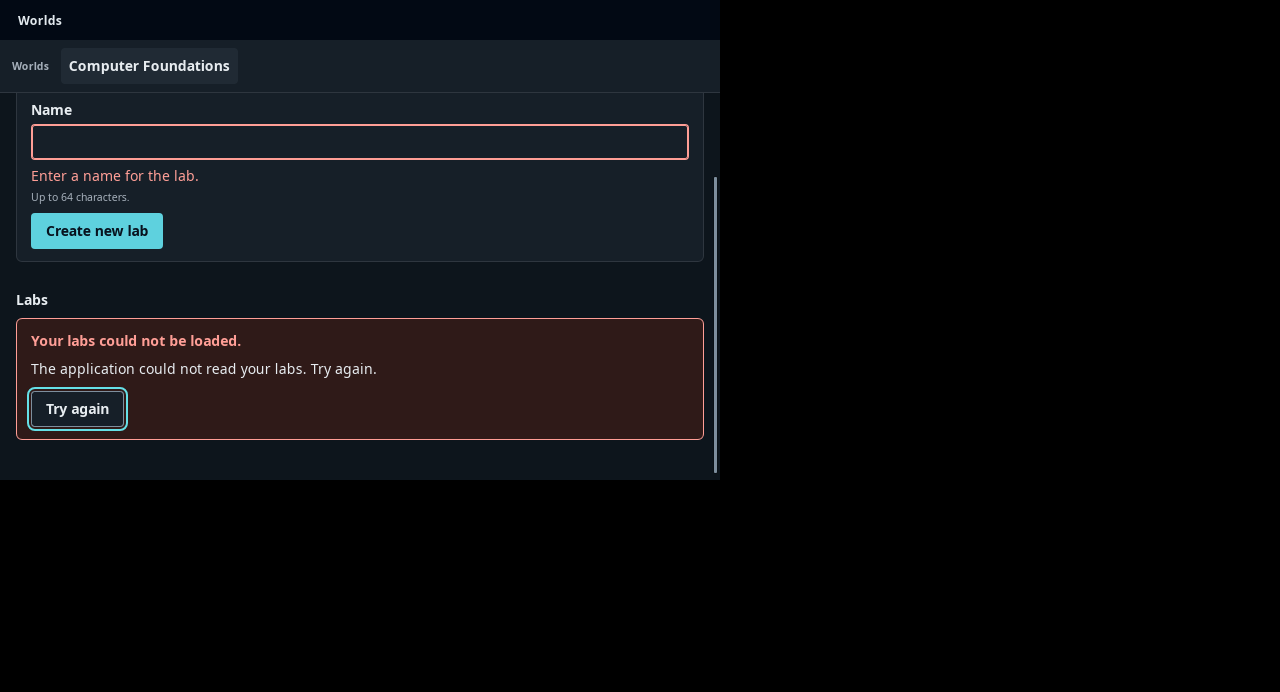 Worlds
Worlds Computer Foundations
Name
Enter a name for the lab.
Up to 64 characters.
Create new lab
Labs
Your labs could not be loaded.
The application could not read your labs. Try again.
Try again